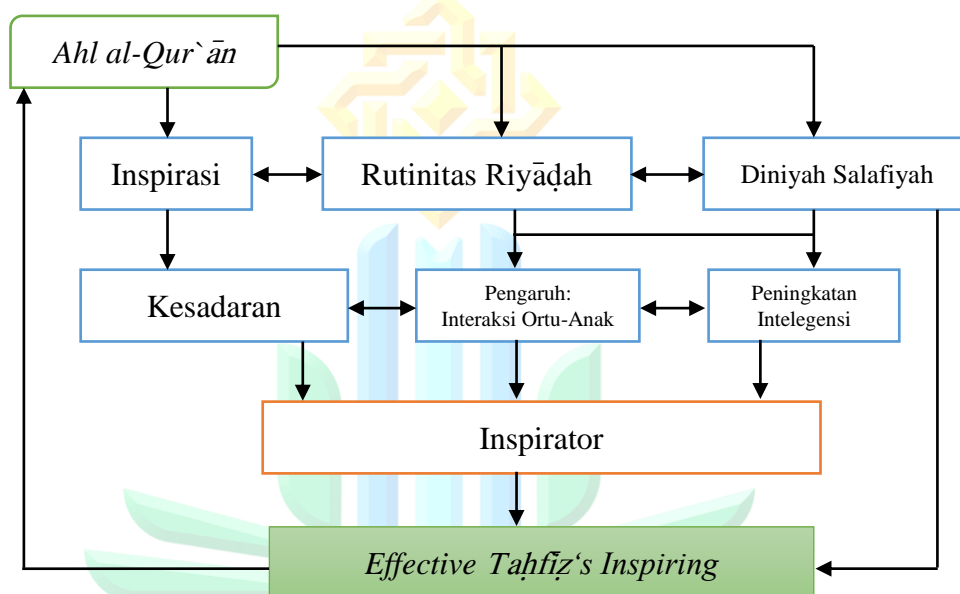 Ahl al-Qur`ān
Inspirasi
Rutinitas Riyāḍah
Diniyah Salafiyah
Kesadaran
Pengaruh:
Interaksi Ortu-Anak
Peningkatan
Intelegensi
Inspirator
Effective Taḥfīẓ‘s Inspiring